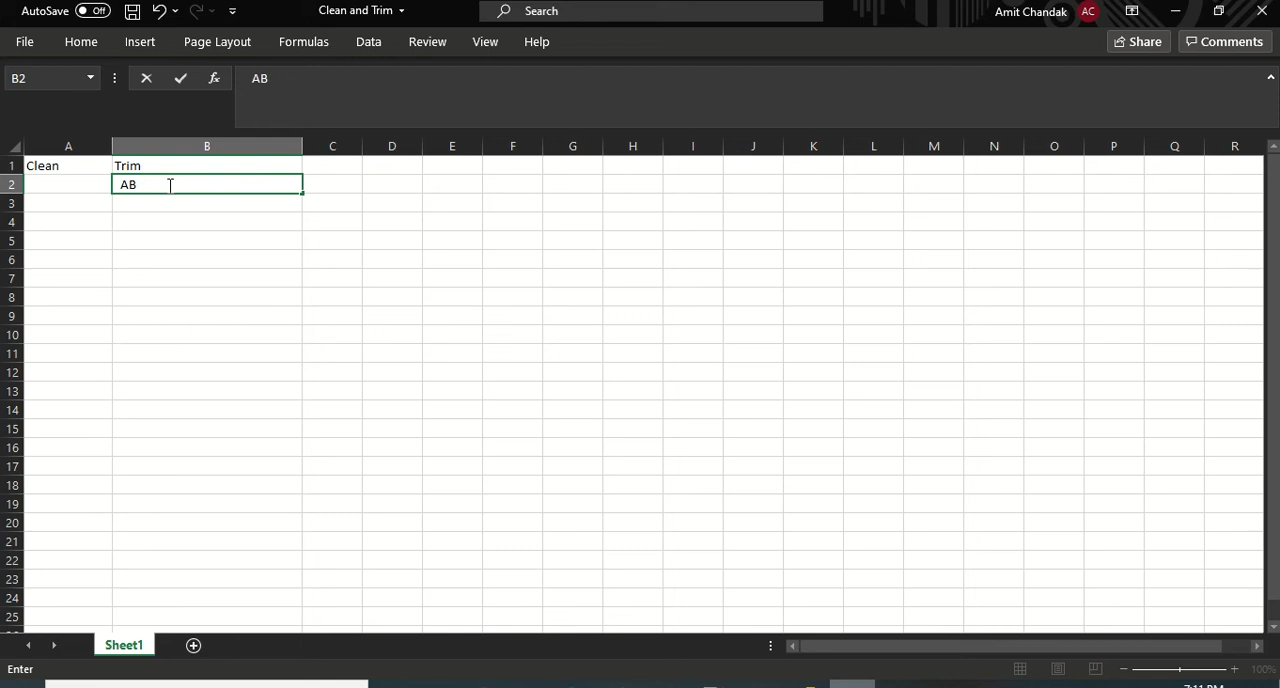 AutoSave Off Clean and Trim Search Amit Chandak AC
File Home Insert Page Layout Formulas Data Review View Help Share Comments
B2 fx AB
A B C D E F G H I J K L M N O P Q R
1 Clean Trim
2 AB
3
4
5
6
7
8
9
10
11
12
13
14
15
16
17
18
19
20
21
22
23
24
25
Sheet1
Enter 100%